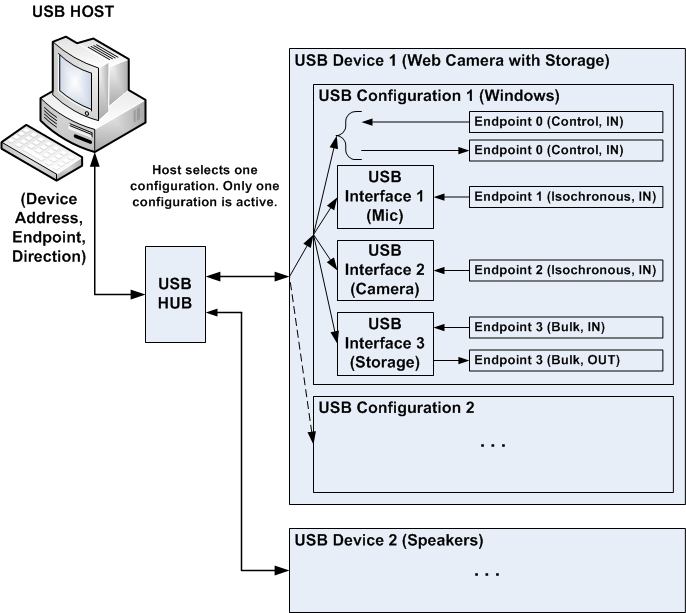 USB HOST
(Device
Address,
Endpoint,
Direction)
Host selects one
configuration. Only one
configuration is active.
USB
HUB
USB Device 1 (Web Camera with Storage)
USB Configuration 1 (Windows)
Endpoint 0 (Control, IN)
Endpoint 0 (Control, IN)
USB
Interface 1
(Mic)
Endpoint 1 (Isochronous, IN)
USB
Interface 2
(Camera)
Endpoint 2 (Isochronous, IN)
USB
Interface 3
(Storage)
Endpoint 3 (Bulk, IN)
Endpoint 3 (Bulk, OUT)
USB Configuration 2
. . .
USB Device 2 (Speakers)
. . .